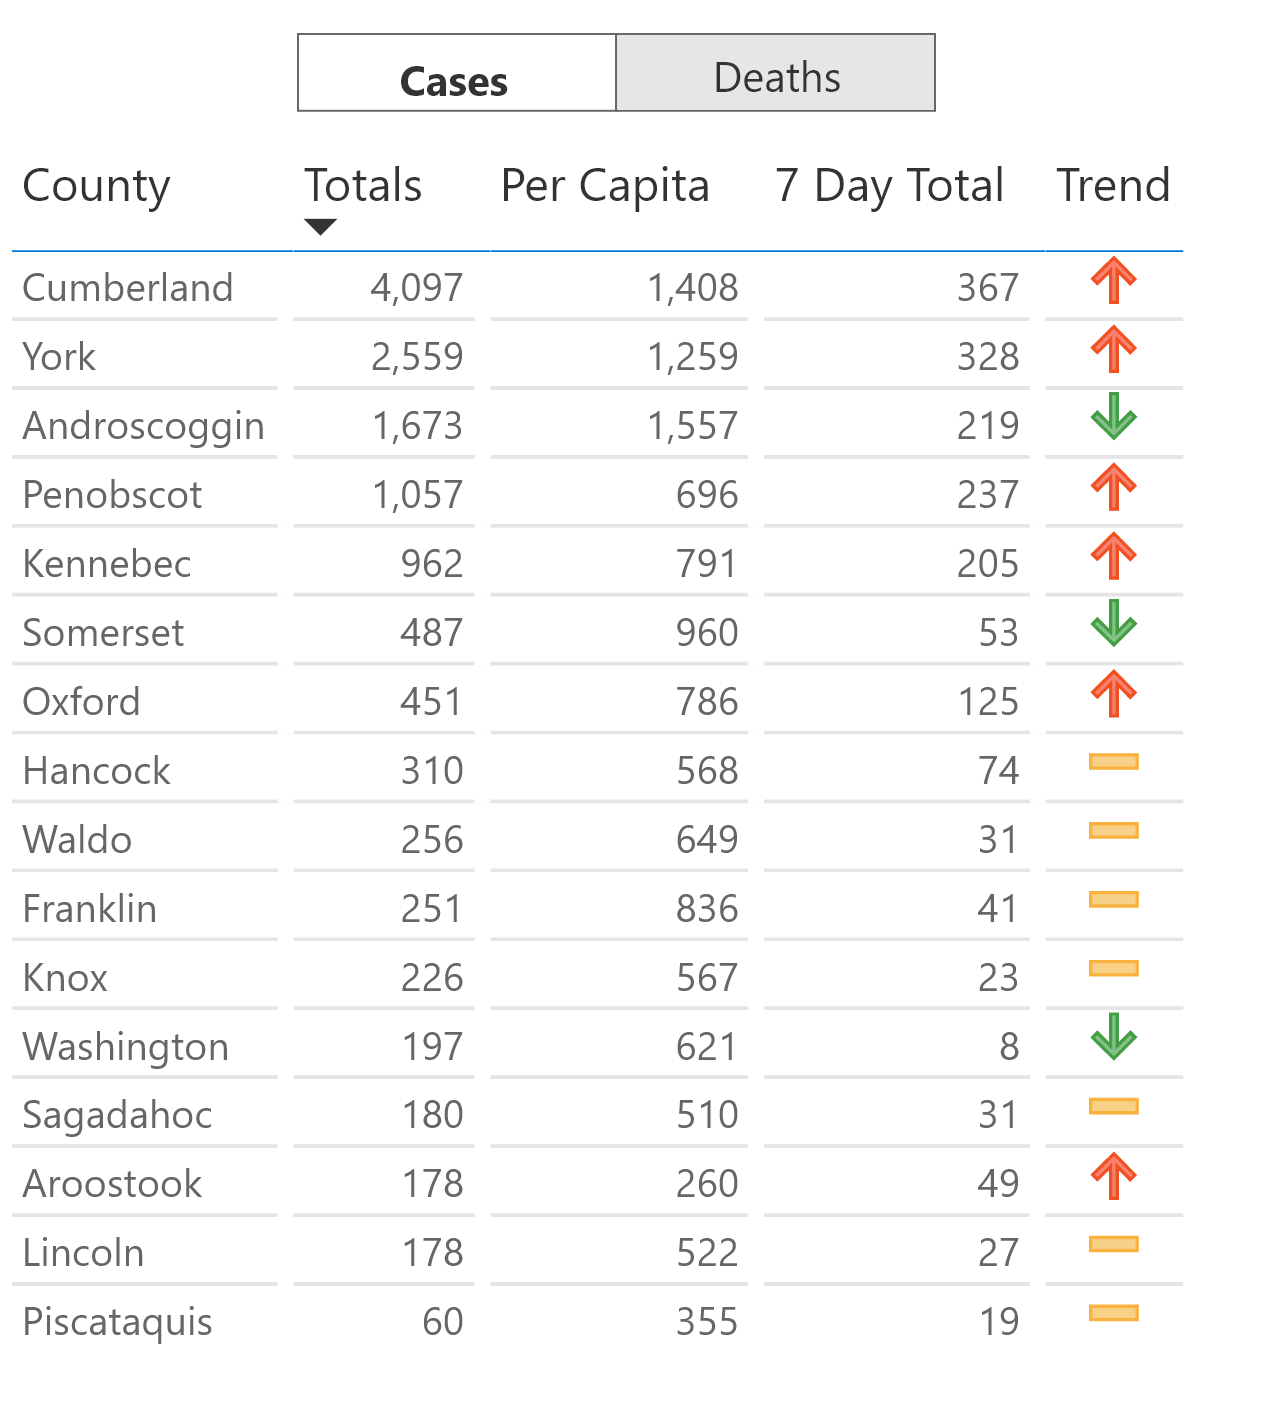 Cases Deaths
County Totals Per Capita 7 Day Total Trend
Cumberland 4,097 1,408 367
York 2,559 1,259 328
Androscoggin 1,673 1,557 219
Penobscot 1,057 696 237
Kennebec 962 791 205
Somerset 487 960 53
Oxford 451 786 125
Hancock 310 568 74
Waldo 256 649 31
Franklin 251 836 41
Knox 226 567 23
Washington 197 621 8
Sagadahoc 180 510 31
Aroostook 178 260 49
Lincoln 178 522 27
Piscataquis 60 355 19